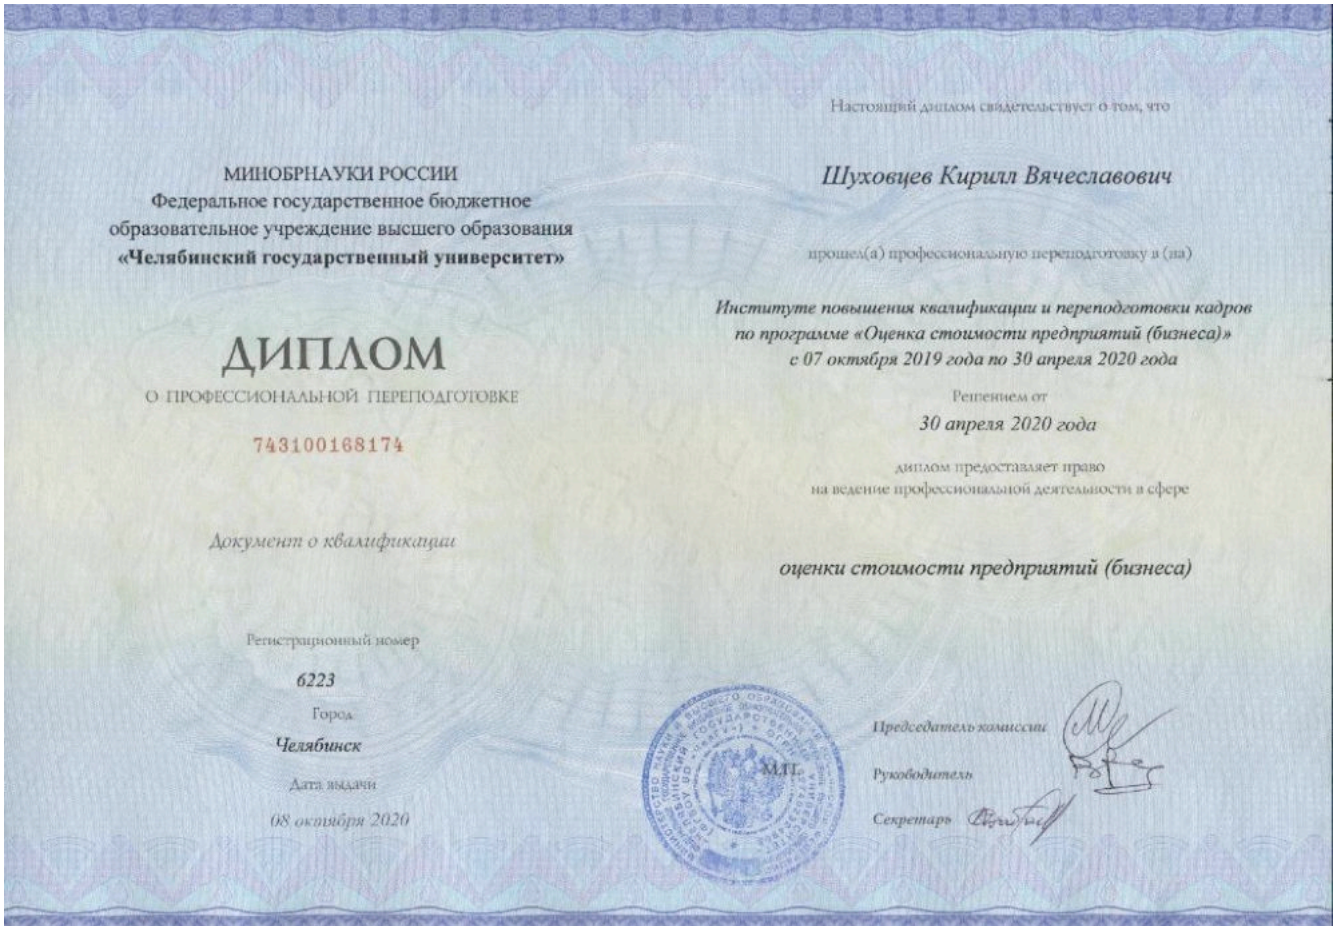 МИНОБРНАУКИ РОССИИ
Федеральное государственное бюджетное
образовательное учреждение высшего образования
«Челябинский государственный университет»
ДИПЛОМ
О ПРОФЕССИОНАЛЬНОЙ ПЕРЕПОДГОТОВКЕ
743100168174
Документ о квалификации
Регистрационный номер
6223
Город
Челябинск
Дата выдачи
08 октября 2020
Настоящий диплом свидетельствует о том, что
Шуховцев Кирилл Вячеславович
прошел(а) профессиональную переподготовку в (на)
Институте повышения квалификации и переподготовки кадров
по программе «Оценка стоимости предприятий (бизнеса)»
с 07 октября 2019 года по 30 апреля 2020 года
Решением от
30 апреля 2020 года
диплом предоставляет право
на ведение профессиональной деятельности в сфере
оценки стоимости предприятий (бизнеса)
М.П.
Председатель комиссии
Руководитель
Секретарь